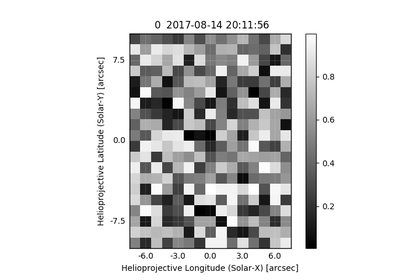 0 2017-08-14 20:11:56
Helioprojective Latitude (Solar-Y) [arcsec]
7.5
0.0
-7.5
-6.0 -3.0 0.0 3.0 6.0
Helioprojective Longitude (Solar-X) [arcsec]
0.8
0.6
0.4
0.2